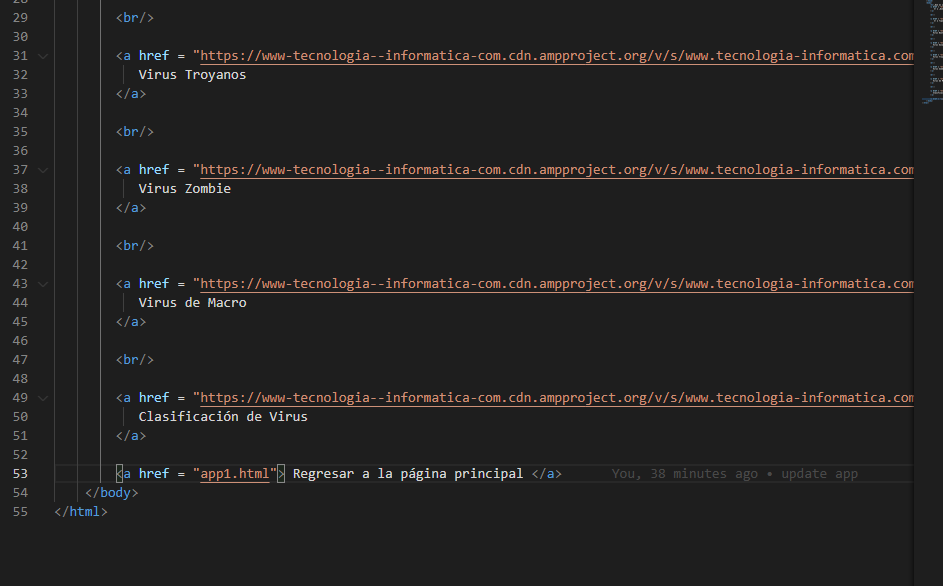 28
29 <br/>
30
31 <a href = "https://www-tecnologia--informatica-com.cdn.ampproject.org/v/s/www.tecnologia-informatica.com
32 Virus Troyanos
33 </a>
34
35 <br/>
36
37 <a href = "https://www-tecnologia--informatica-com.cdn.ampproject.org/v/s/www.tecnologia-informatica.com
38 Virus Zombie
39 </a>
40
41 <br/>
42
43 <a href = "https://www-tecnologia--informatica-com.cdn.ampproject.org/v/s/www.tecnologia-informatica.com
44 Virus de Macro
45 </a>
46
47 <br/>
48
49 <a href = "https://www-tecnologia--informatica-com.cdn.ampproject.org/v/s/www.tecnologia-informatica.com
50 Clasificación de Virus
51 </a>
52
53 <a href = "app1.html"> Regresar a la página principal </a> You, 38 minutes ago • update app
54 </body>
55 </html>